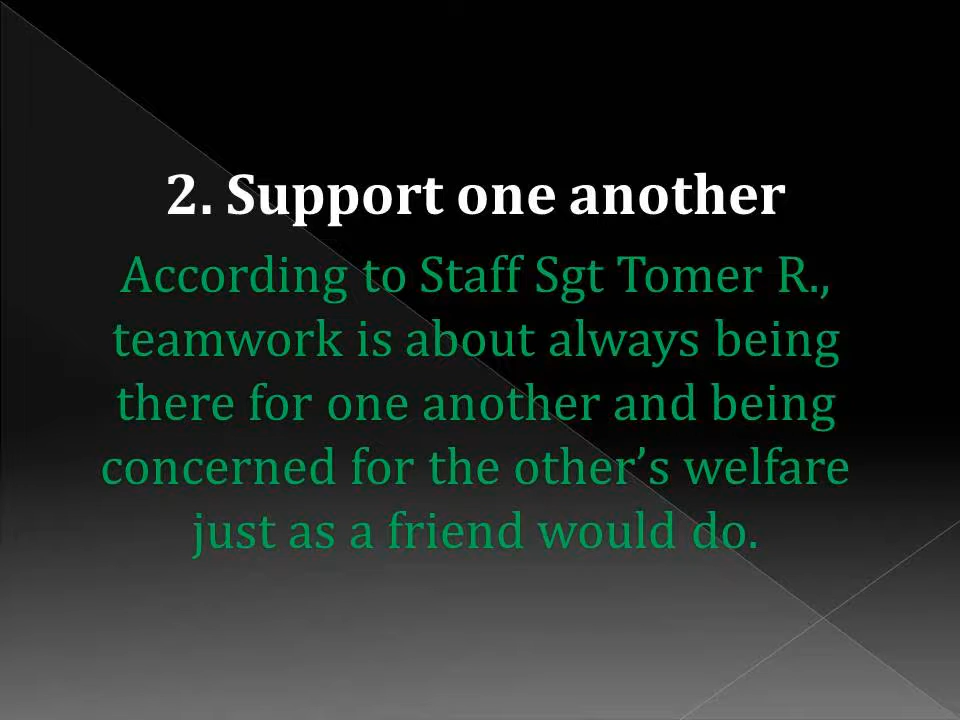 2. Support one another
According to Staff Sgt Tomer R.,
teamwork is about always being
there for one another and being
concerned for the other’s welfare
just as a friend would do.